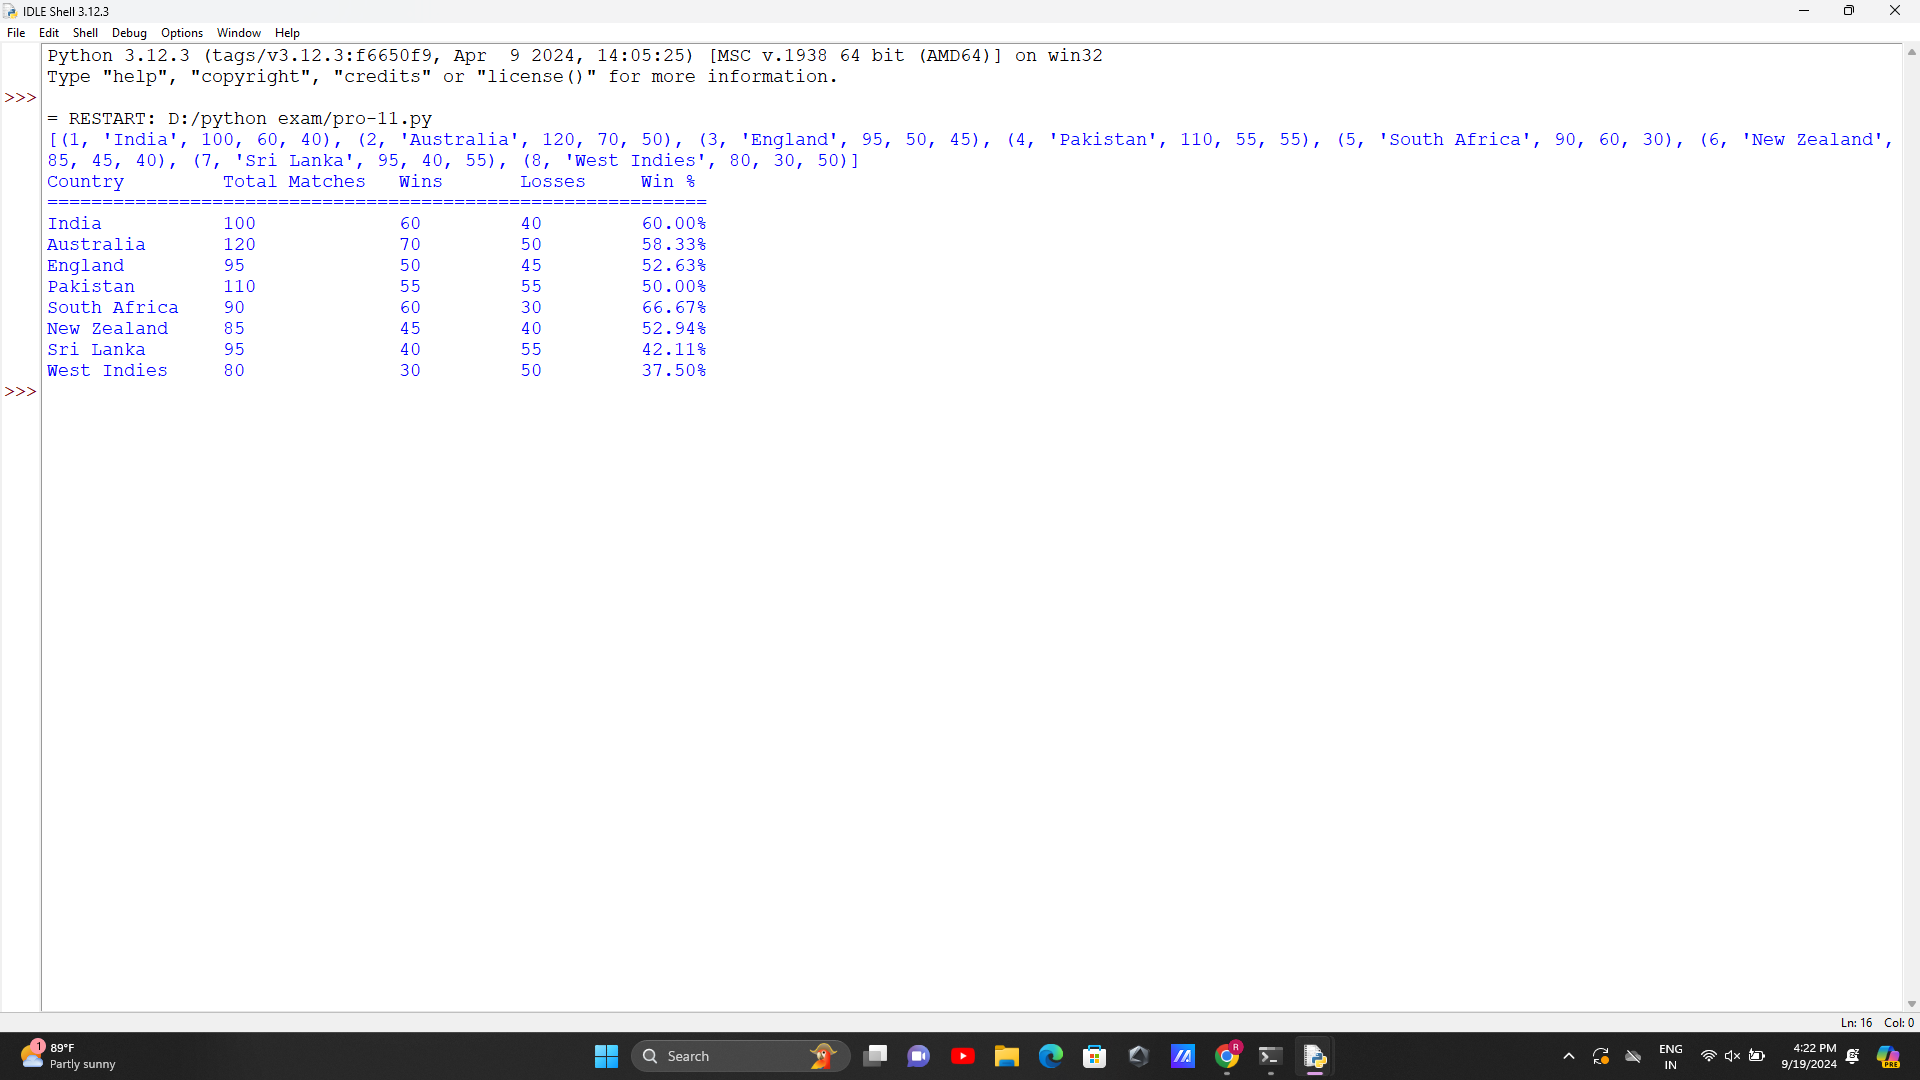 IDLE Shell 3.12.3
File Edit Shell Debug Options Window Help
Python 3.12.3 (tags/v3.12.3:f6650f9, Apr  9 2024, 14:05:25) [MSC v.1938 64 bit (AMD64)] on win32
Type "help", "copyright", "credits" or "license()" for more information.
>>>
= RESTART: D:/python exam/pro-11.py
[(1, 'India', 100, 60, 40), (2, 'Australia', 120, 70, 50), (3, 'England', 95, 50, 45), (4, 'Pakistan', 110, 55, 55), (5, 'South Africa', 90, 60, 30), (6, 'New Zealand',
85, 45, 40), (7, 'Sri Lanka', 95, 40, 55), (8, 'West Indies', 80, 30, 50)]
Country         Total Matches   Wins       Losses     Win %
============================================================
India           100             60         40         60.00%
Australia       120             70         50         58.33%
England         95              50         45         52.63%
Pakistan        110             55         55         50.00%
South Africa    90              60         30         66.67%
New Zealand     85              45         40         52.94%
Sri Lanka       95              40         55         42.11%
West Indies     80              30         50         37.50%
>>>
Ln: 16 Col: 0
1
89°F
Partly sunny
Search
R
ENG
IN
4:22 PM
9/19/2024
PRE